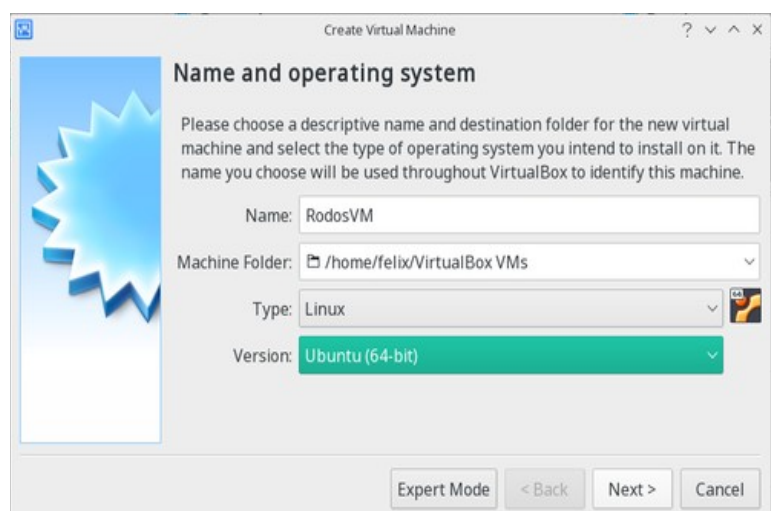 Create Virtual Machine
Name and operating system
Please choose a descriptive name and destination folder for the new virtual
machine and select the type of operating system you intend to install on it. The
name you choose will be used throughout VirtualBox to identify this machine.
Name: RodosVM
Machine Folder: /home/felix/VirtualBox VMs
Type: Linux
64
Version: Ubuntu (64-bit)
Expert Mode < Back Next > Cancel